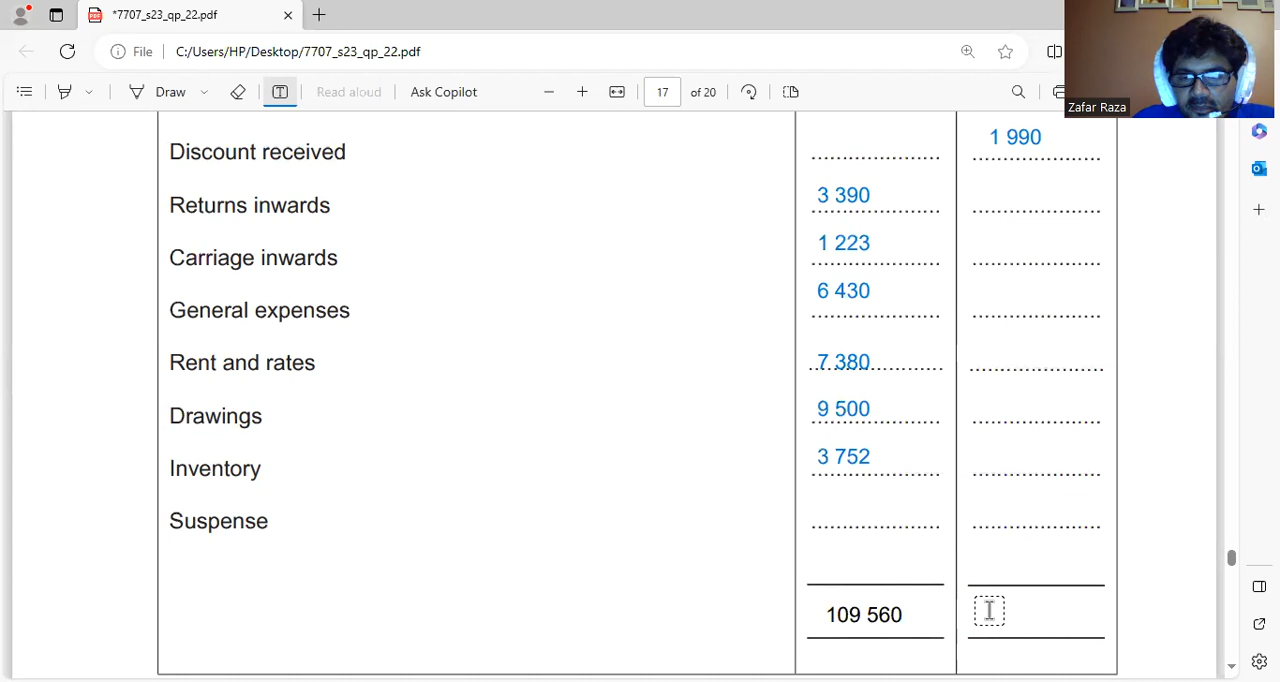 *7707_s23_qp_22.pdf
File C:/Users/HP/Desktop/7707_s23_qp_22.pdf
Draw Read aloud Ask Copilot 17 of 20
Zafar Raza
Discount received 1 990
Returns inwards 3 390
Carriage inwards 1 223
General expenses 6 430
Rent and rates 7 380
Drawings 9 500
Inventory 3 752
Suspense
109 560